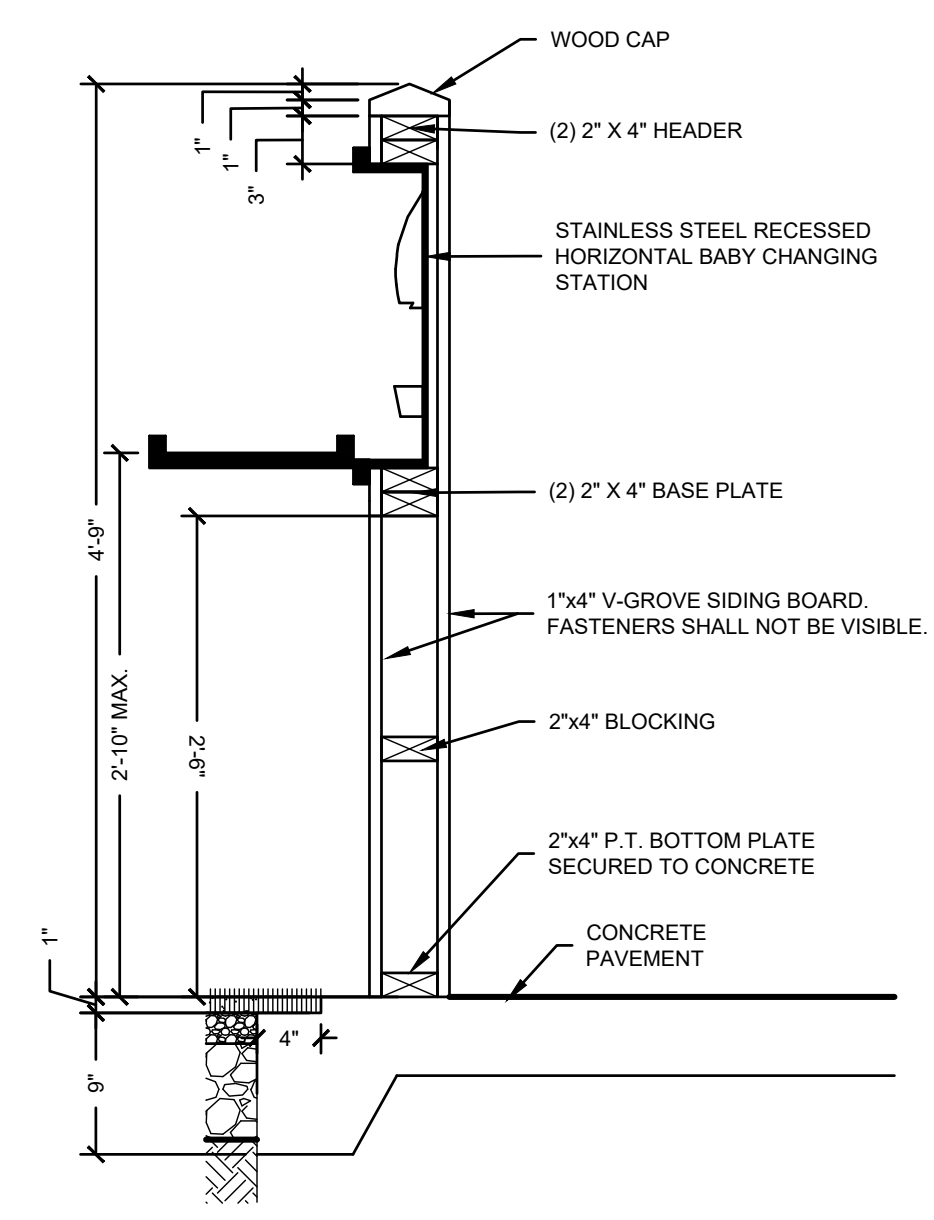 WOOD CAP
1"
1"
3"
(2) 2" X 4" HEADER
STAINLESS STEEL RECESSED
HORIZONTAL BABY CHANGING
STATION
(2) 2" X 4" BASE PLATE
4'-9"
2'-10" MAX.
2'-6"
1"x4" V-GROVE SIDING BOARD.
FASTENERS SHALL NOT BE VISIBLE.
2"x4" BLOCKING
2"x4" P.T. BOTTOM PLATE
SECURED TO CONCRETE
CONCRETE
PAVEMENT
1"
4"
9"